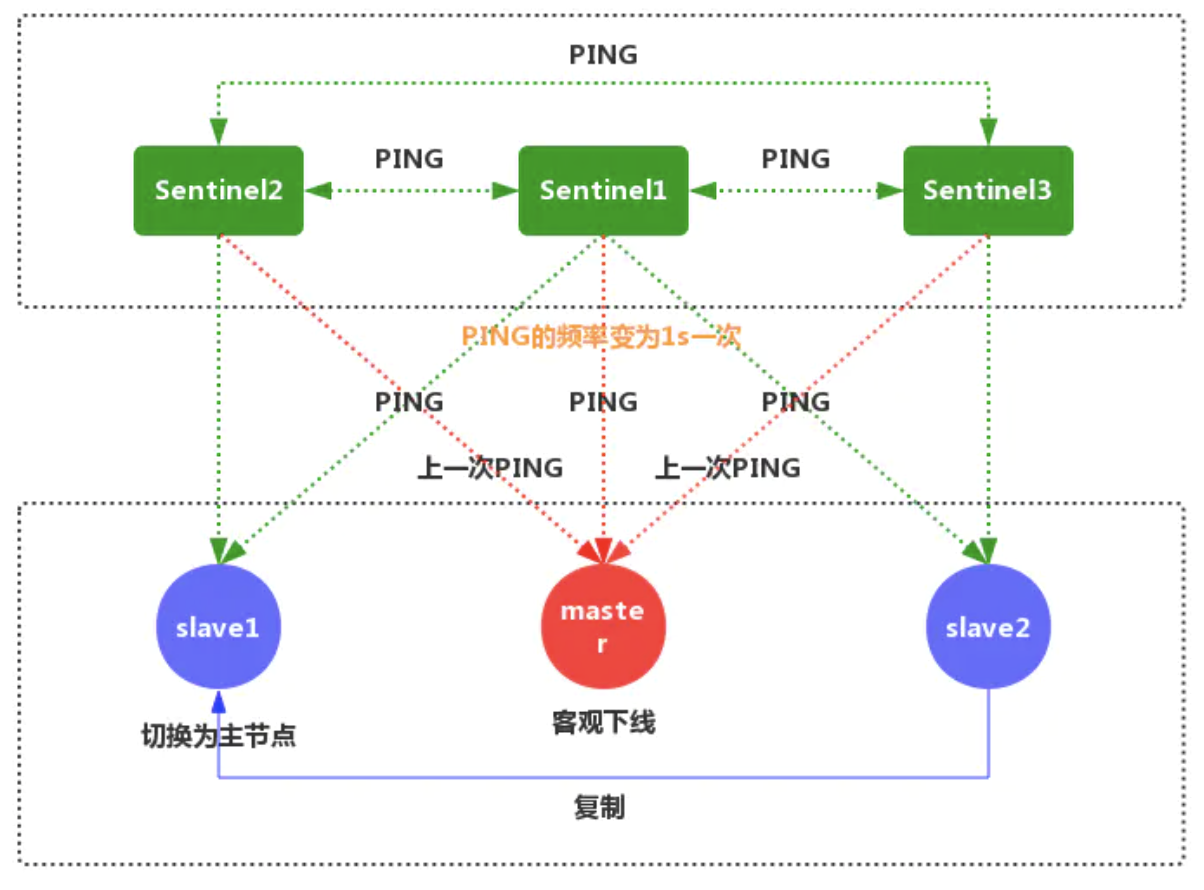 PING
PING
PING
Sentinel2
Sentinel1
Sentinel3
PING的频率变为1s一次
PING
PING
PING
上一次PING
上一次PING
slave1
maste
r
slave2
切换为主节点
客观下线
复制